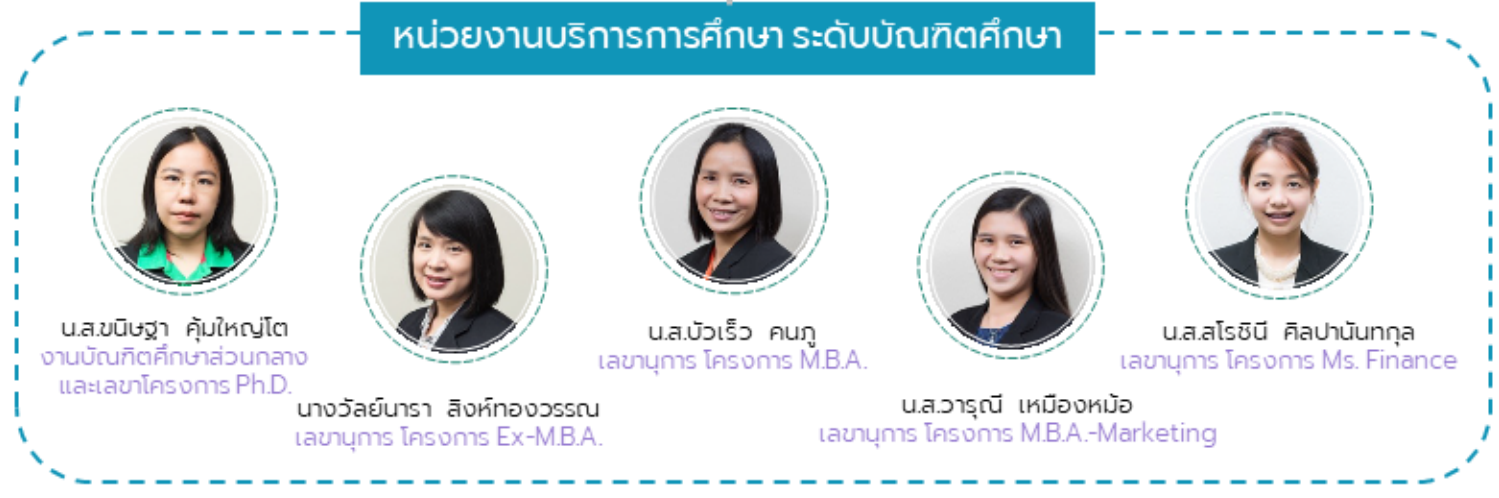 หน่วยงานบริการการศึกษา ระดับบัณฑิตศึกษา
น.ส.ขนิษฐา คุ้มใหญ่โต
งานบัณฑิตศึกษาส่วนกลาง
และเลขาโครงการ Ph.D.
นางวัลย์นารา สิงห์ทองวรรณ
เลขานุการ โครงการ Ex-M.B.A.
น.ส.บัวเร็ว คนภู
เลขานุการ โครงการ M.B.A.
น.ส.วารุณี เหมืองหม้อ
เลขานุการ โครงการ M.B.A.-Marketing
น.ส.สโรชินี ศิลปานันทกุล
เลขานุการ โครงการ Ms. Finance